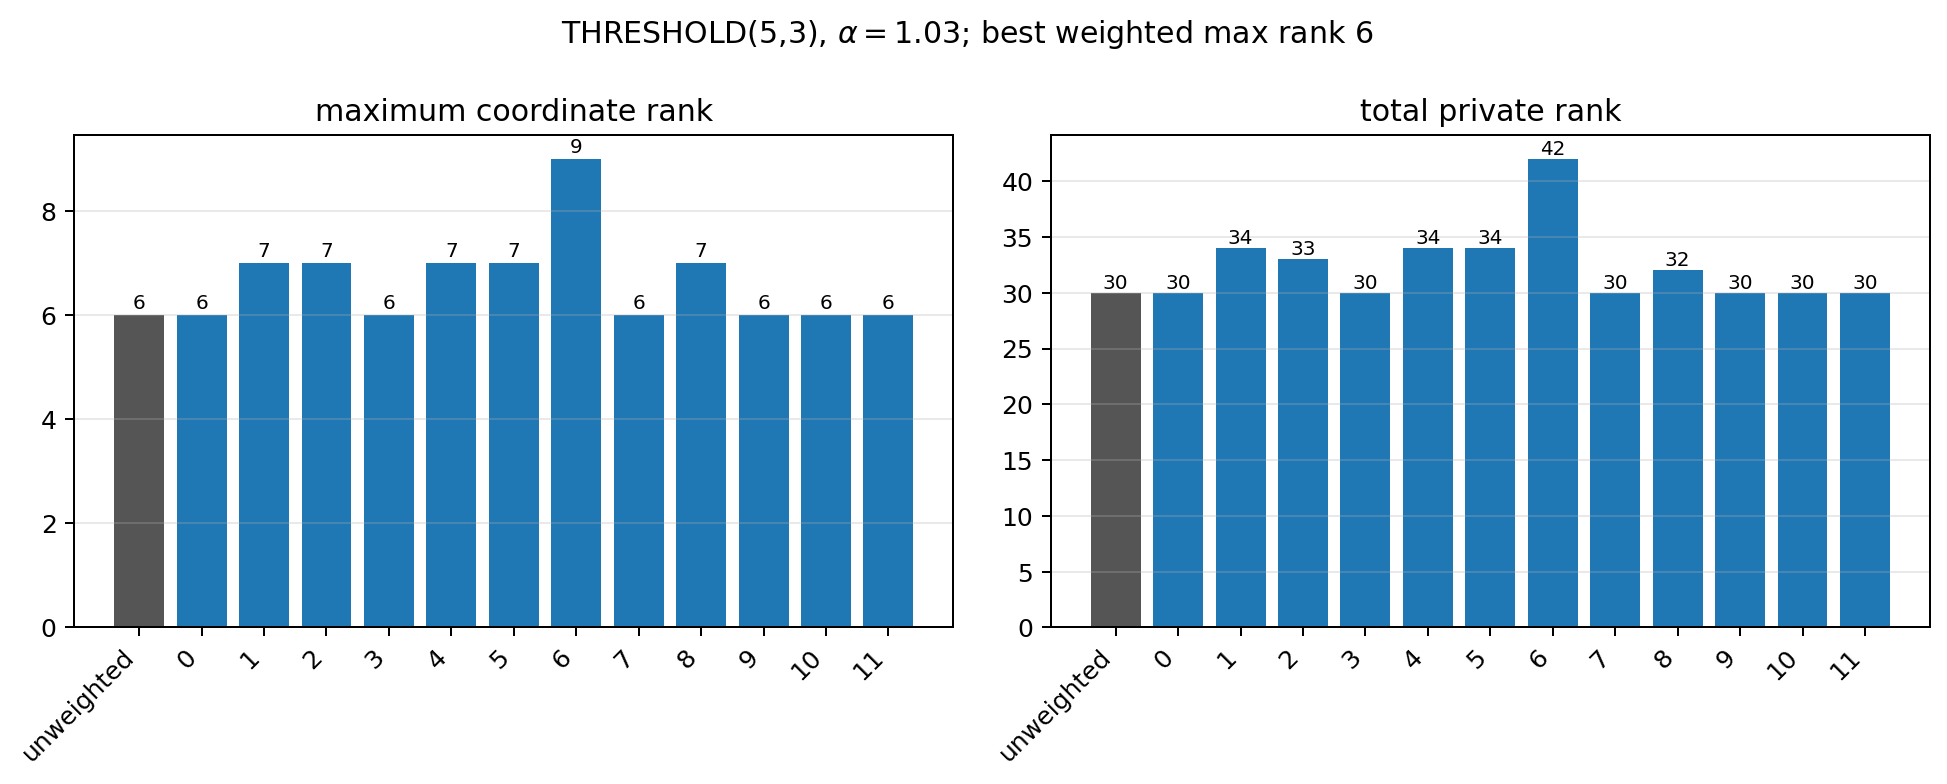 THRESHOLD(5,3), α = 1.03; best weighted max rank 6
maximum coordinate rank
8
6
4
2
0
6 6 7 7 6 7 7 9 6 7 6 6 6
unweighted 0 1 2 3 4 5 6 7 8 9 10 11
total private rank
40
35
30
25
20
15
10
5
0
30 30 34 33 30 34 34 42 30 32 30 30 30
unweighted 0 1 2 3 4 5 6 7 8 9 10 11